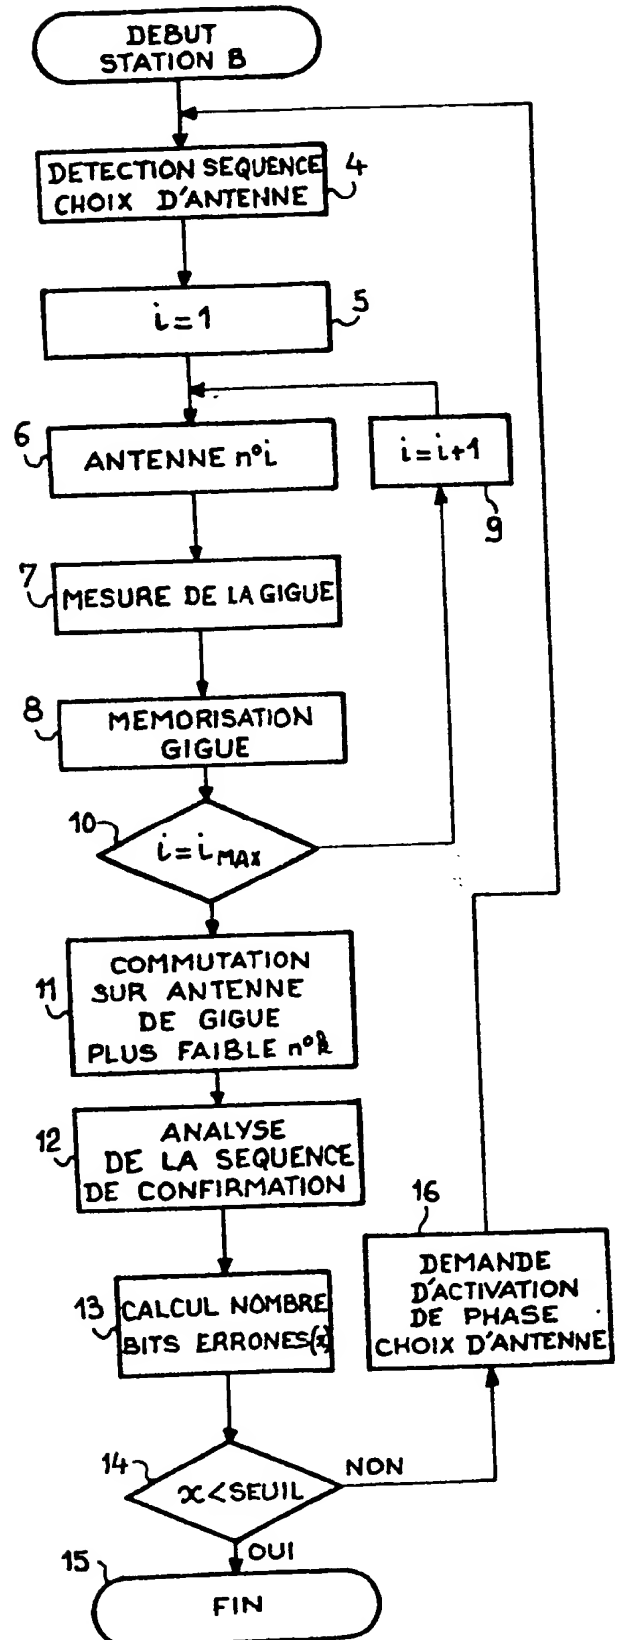 DEBUT
STATION B
DETECTION SEQUENCE
CHOIX D'ANTENNE
4
i=1
5
6
ANTENNE n°i
i=i+1
9
7
MESURE DE LA GIGUE
8
MEMORISATION
GIGUE
10
i=iMAX
11
COMMUTATION
SUR ANTENNE
DE GIGUE
PLUS FAIBLE n°k
12
ANALYSE
DE LA SEQUENCE
DE CONFIRMATION
16
DEMANDE
D'ACTIVATION
DE PHASE
CHOIX D'ANTENNE
13
CALCUL NOMBRE
BITS ERRONES(x)
14
x<SEUIL
NON
OUI
15
FIN